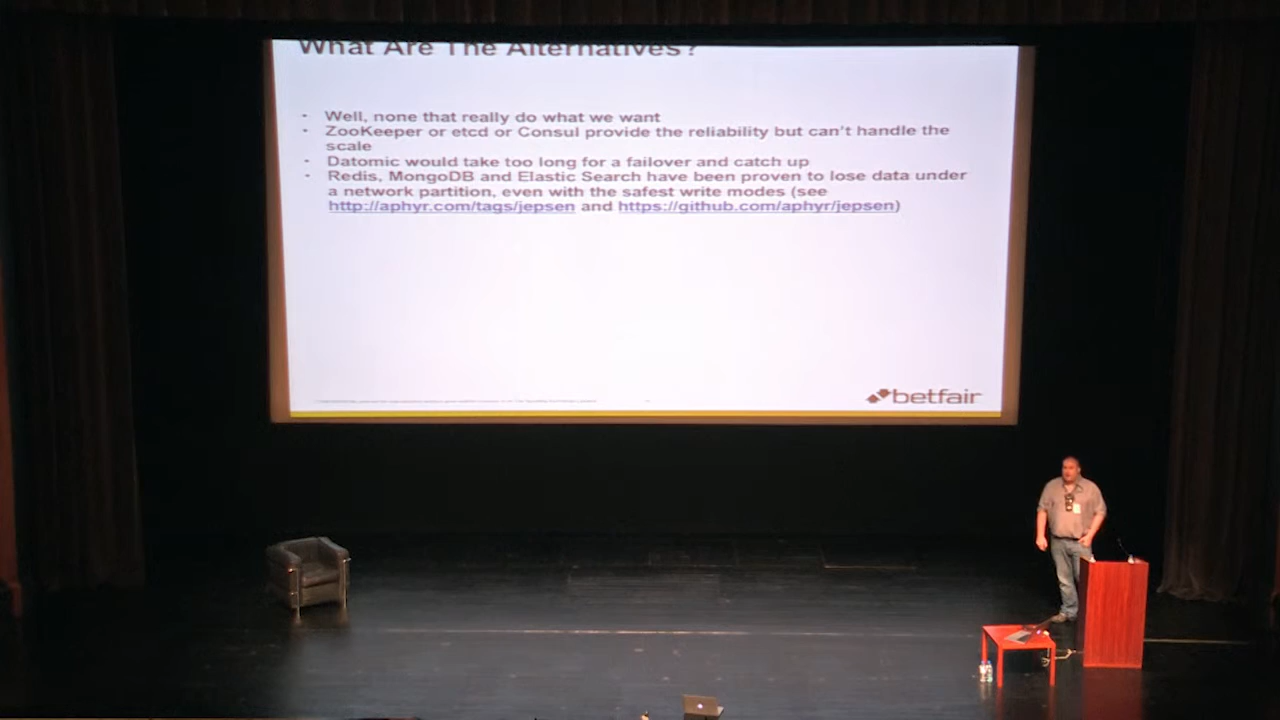 What Are The Alternatives?
• Well, none that really do what we want
• ZooKeeper or etcd or Consul provide the reliability but can't handle the
scale
• Datomic would take too long for a failover and catch up
• Redis, MongoDB and Elastic Search have been proven to lose data under
a network partition, even with the safest write modes (see
http://aphyr.com/tags/jepsen and https://github.com/aphyr/jepsen)
betfair